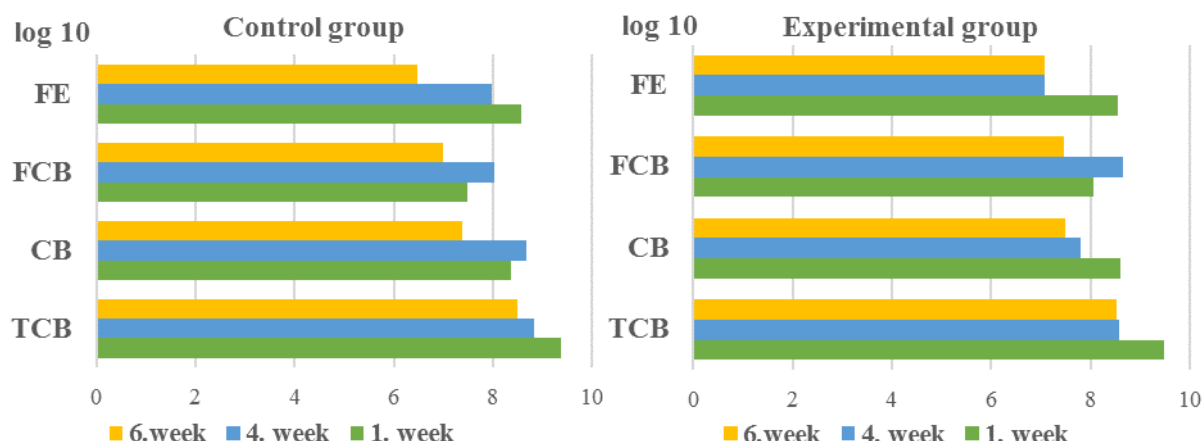 log 10 Control group
FE
FCB
CB
TCB
0 2 4 6 8 10
6.week 4. week 1. week
log 10 Experimental group
FE
FCB
CB
TCB
0 2 4 6 8 10
6.week 4. week 1. week